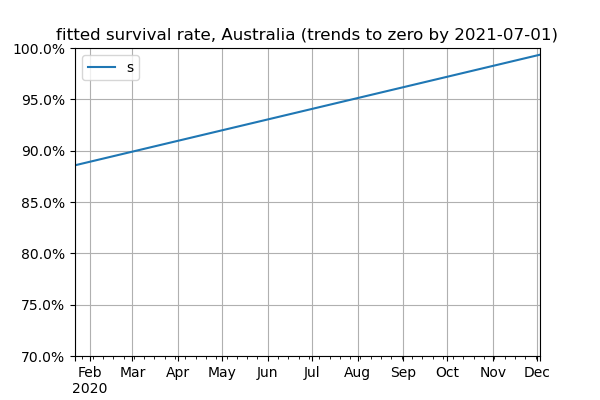 fitted survival rate, Australia (trends to zero by 2021-07-01)
100.0%
s
95.0%
90.0%
85.0%
80.0%
75.0%
70.0%
Feb Mar Apr May Jun Jul Aug Sep Oct Nov Dec
2020